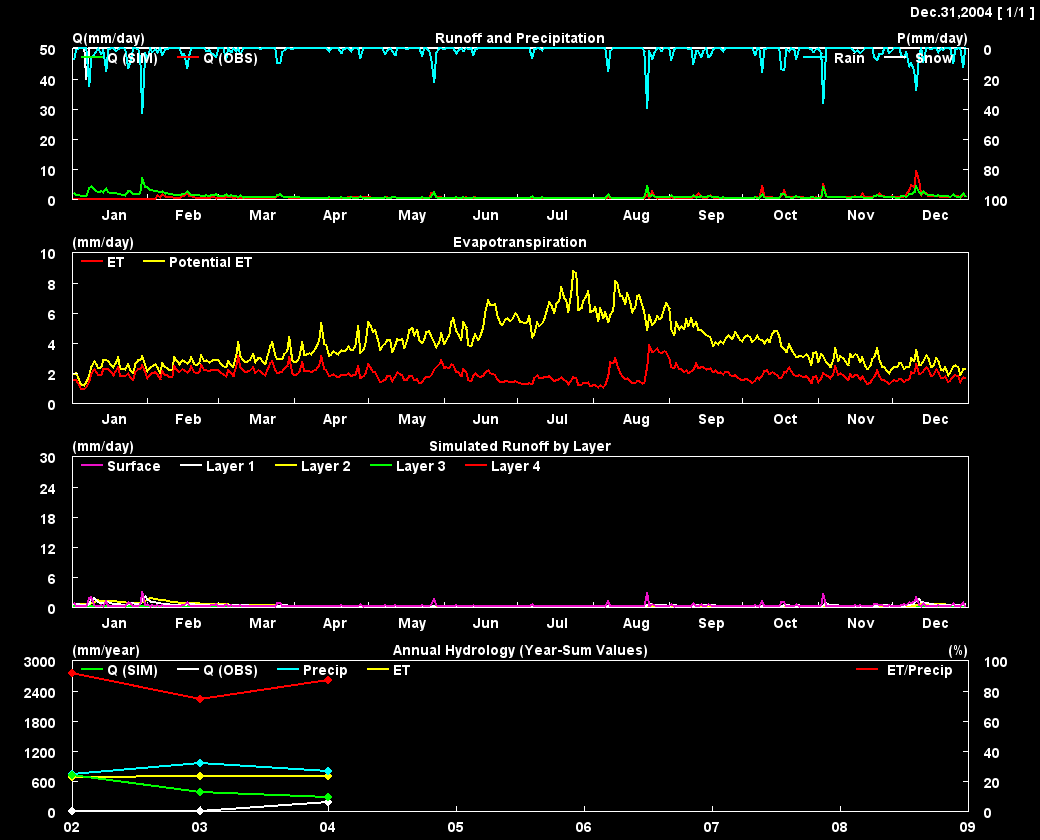 Dec.31,2004 [ 1/1 ]
Q(mm/day) Runoff and Precipitation P(mm/day)
50 0
Q (SIM) Q (OBS) Rain Snow
40 20
30 40
20 60
10 80
0 100
Jan Feb Mar Apr May Jun Jul Aug Sep Oct Nov Dec
(mm/day) Evapotranspiration
10
ET Potential ET
8
6
4
2
0
Jan Feb Mar Apr May Jun Jul Aug Sep Oct Nov Dec
(mm/day) Simulated Runoff by Layer
30
Surface Layer 1 Layer 2 Layer 3 Layer 4
24
18
12
6
0
Jan Feb Mar Apr May Jun Jul Aug Sep Oct Nov Dec
(mm/year) Annual Hydrology (Year-Sum Values) (%)
3000 100
Q (SIM) Q (OBS) Precip ET ET/Precip
2400 80
1800 60
1200 40
600 20
0 0
02 03 04 05 06 07 08 09